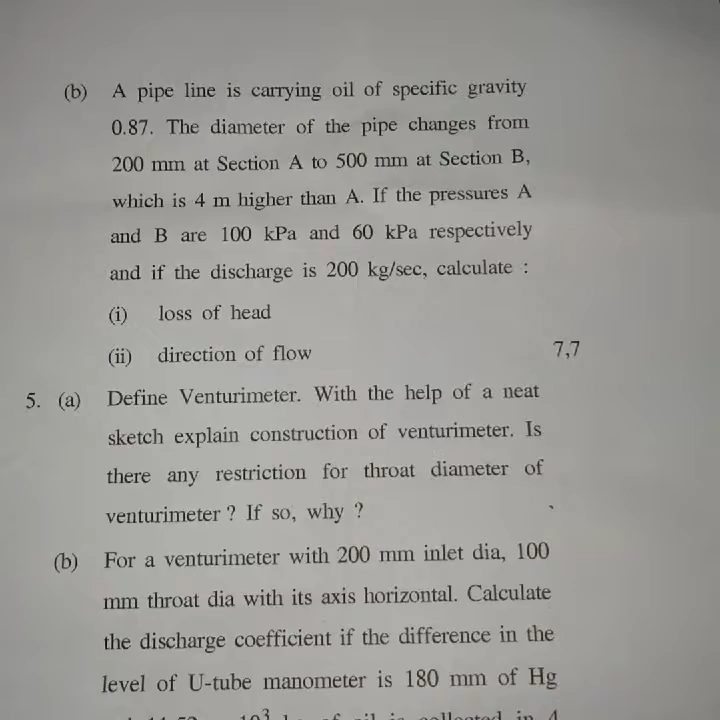 (b) A pipe line is carrying oil of specific gravity
0.87. The diameter of the pipe changes from
200 mm at Section A to 500 mm at Section B,
which is 4 m higher than A. If the pressures A
and B are 100 kPa and 60 kPa respectively
and if the discharge is 200 kg/sec, calculate :
(i) loss of head
(ii) direction of flow 7,7
5. (a) Define Venturimeter. With the help of a neat
sketch explain construction of venturimeter. Is
there any restriction for throat diameter of
venturimeter ? If so, why ?
(b) For a venturimeter with 200 mm inlet dia, 100
mm throat dia with its axis horizontal. Calculate
the discharge coefficient if the difference in the
level of U-tube manometer is 180 mm of Hg
collected in 4